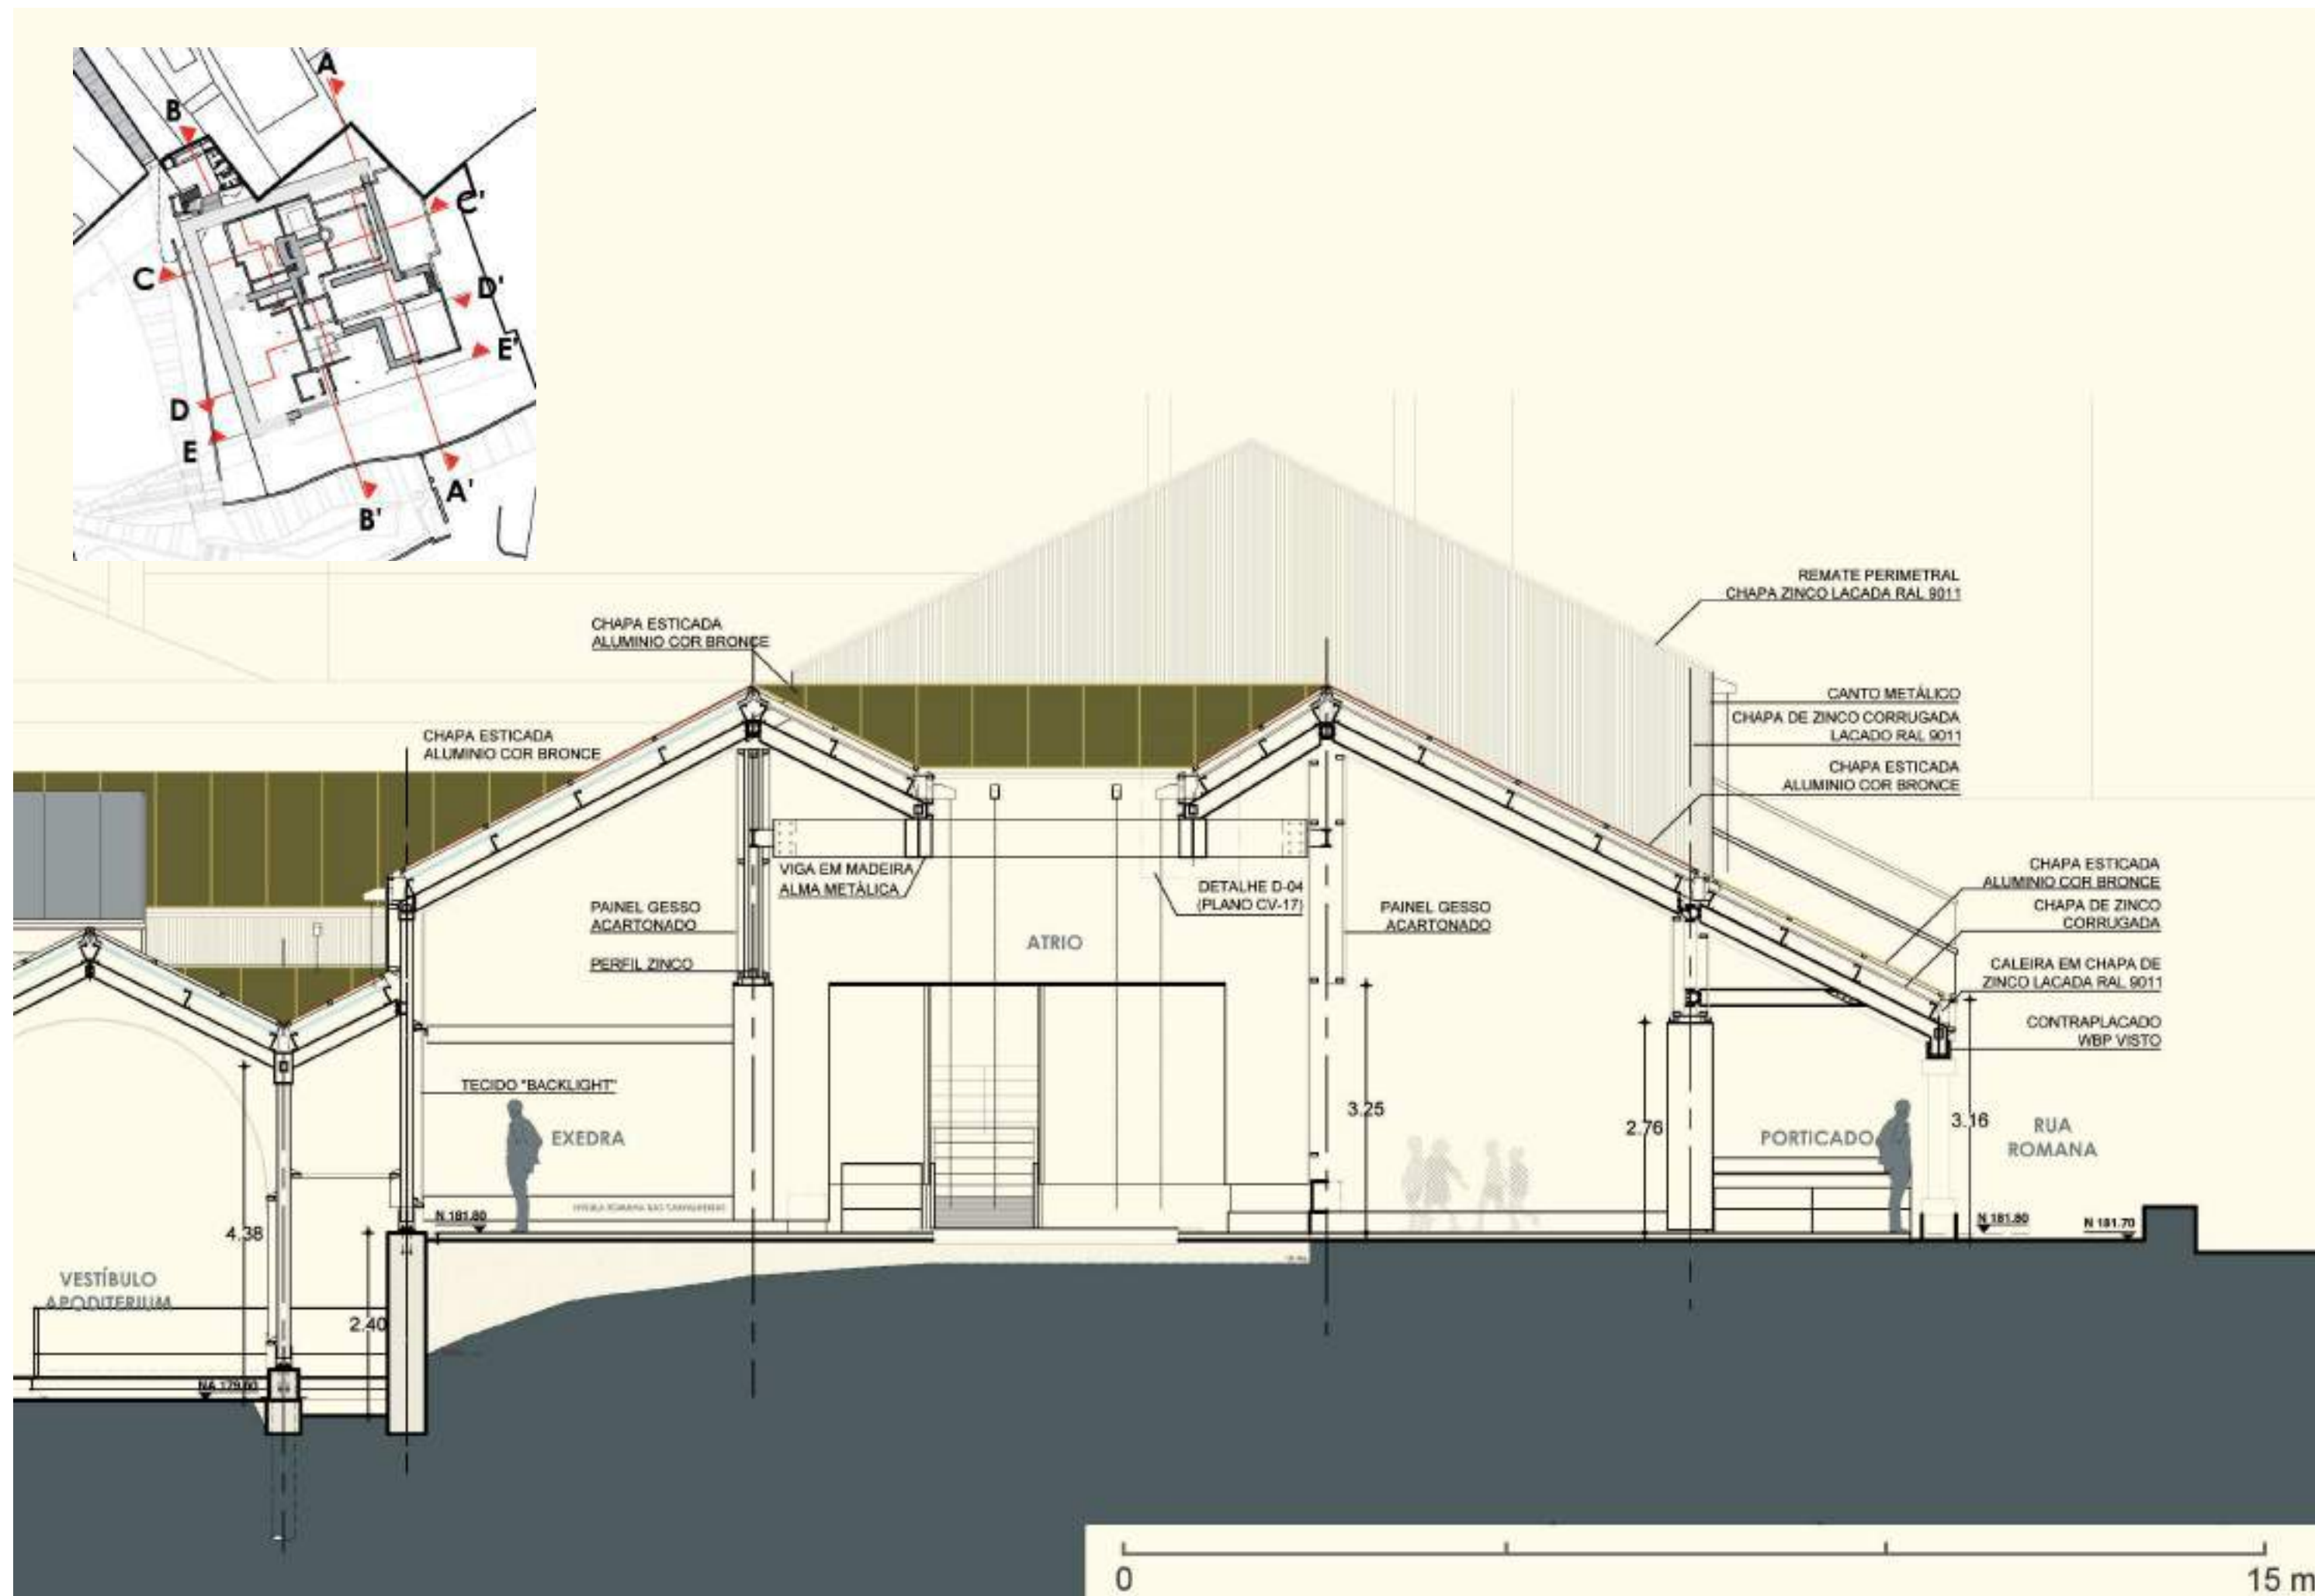 A
B
C'
C
D'
E'
D
E
A'
B'
REMATE PERIMETRAL
CHAPA ZINCO LACADA RAL 9011
CHAPA ESTICADA
ALUMINIO COR BRONCE
CANTO METÁLICO
CHAPA DE ZINCO CORRUGADA
LACADO RAL 9011
CHAPA ESTICADA
ALUMINIO COR BRONCE
CHAPA ESTICADA
ALUMINIO COR BRONCE
VIGA EM MADEIRA
ALMA METÀLICA
DETALHE D-04
(PLANO CV-17)
CHAPA ESTICADA
ALUMINIO COR BRONCE
PAINEL GESSO
ACARTONADO
PAINEL GESSO
ACARTONADO
CHAPA DE ZINCO
CORRUGADA
ATRIO
PERFIL ZINCO
CALEIRA EM CHAPA DE
ZINCO LACADA RAL 9011
CONTRAPLACADO
WBP VISTO
TECIDO "BACKLIGHT"
EXEDRA
3.25
2.76
PORTICADO
3.16
RUA
ROMANA
N 181.80
N 181.80
N 181.70
4.38
VESTÍBULO
APODITERIUM
2.40
0
15 m